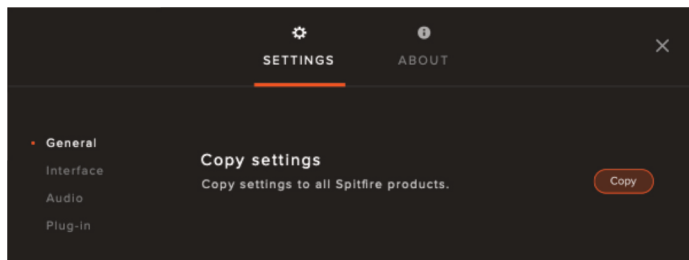 SETTINGS
ABOUT
General
Interface
Audio
Plug-in
Copy settings
Copy settings to all Spitfire products.
Copy